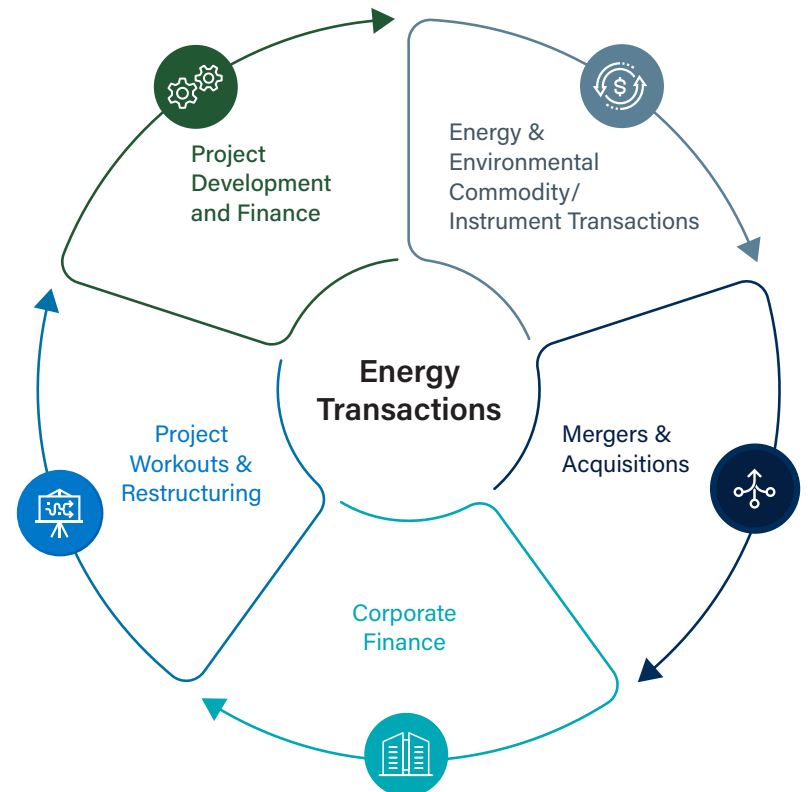 Project
Development
and Finance
Energy &
Environmental
Commodity/
Instrument Transactions
$
Energy
Transactions
Mergers &
Acquisitions
Project
Workouts &
Restructuring
Corporate
Finance